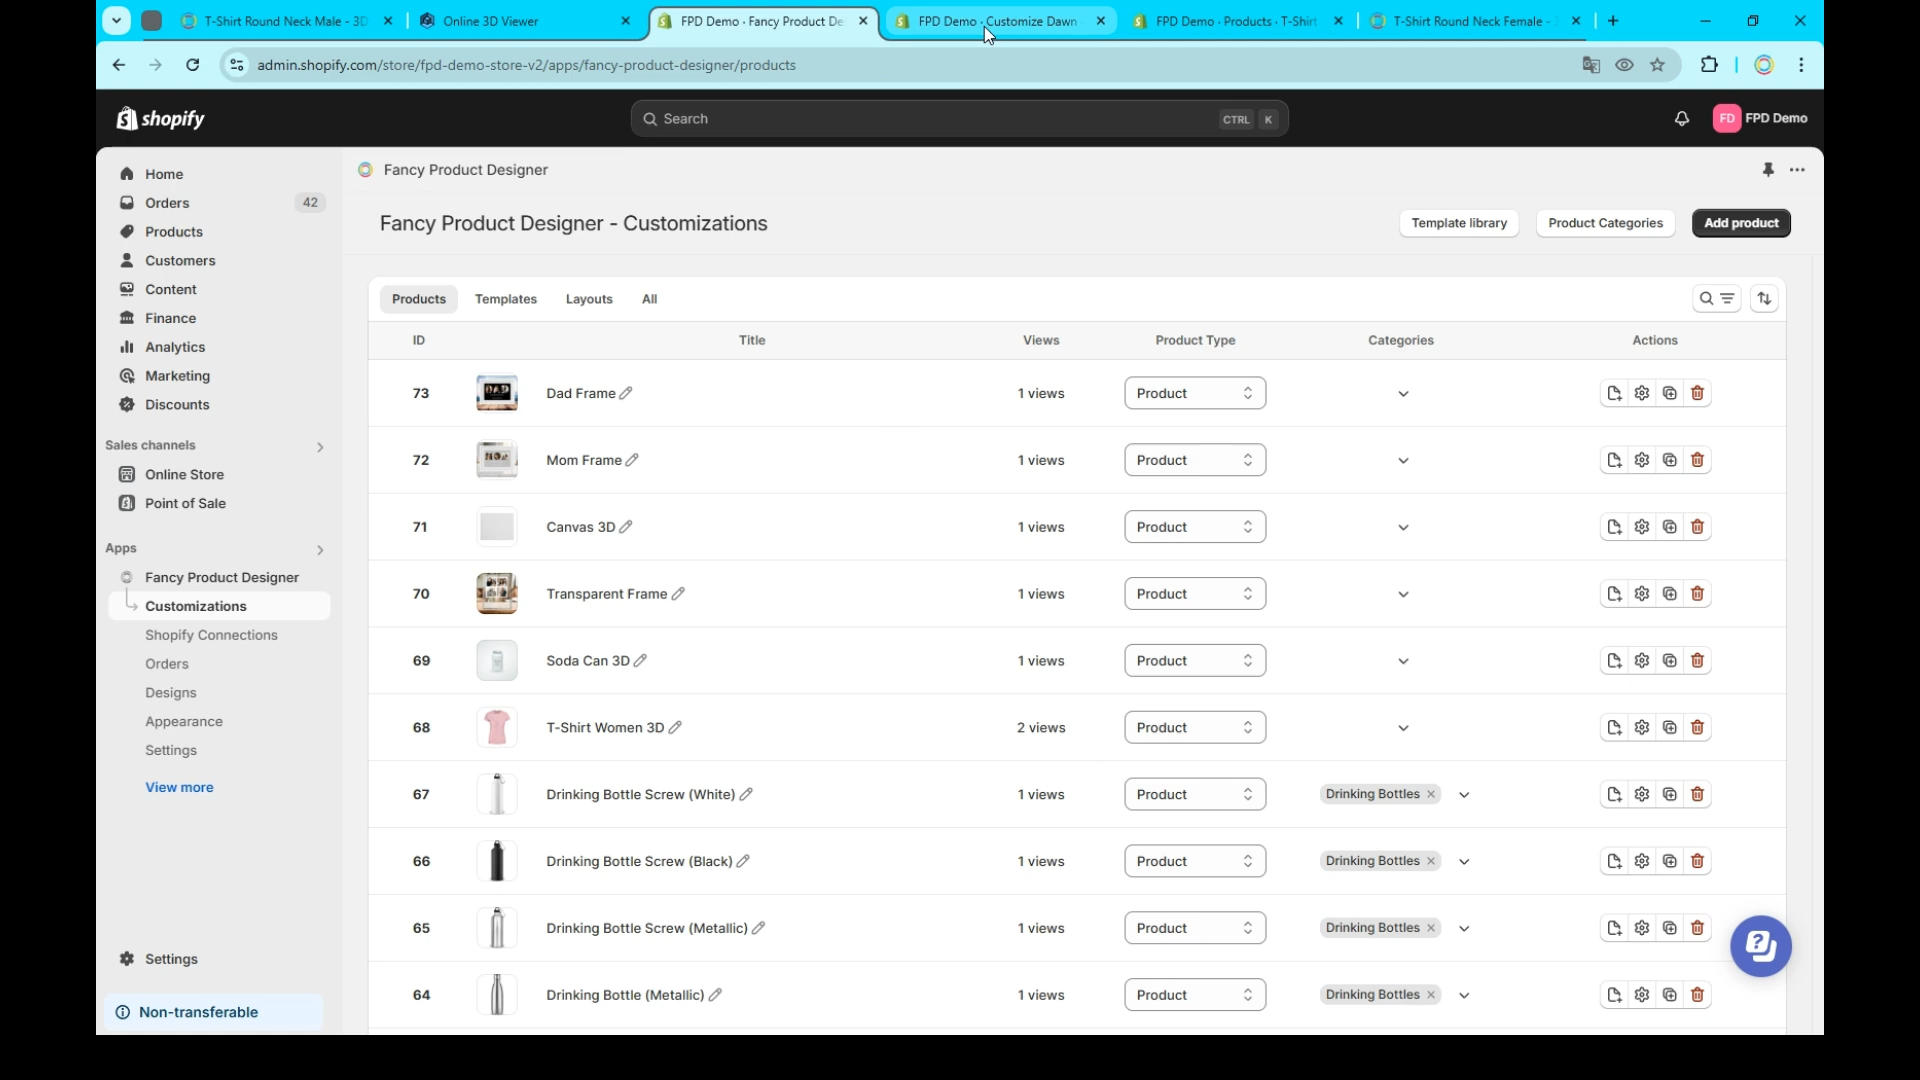 T-Shirt Round Neck Male - 3D
Online 3D Viewer
FPD Demo · Fancy Product De
FPD Demo · Customize Dawn ·
FPD Demo · Products · T-Shirt
T-Shirt Round Neck Female -
admin.shopify.com/store/fpd-demo-store-v2/apps/fancy-product-designer/products
shopify
Search
CTRL K
FD FPD Demo
Home
Orders 42
Products
Customers
Content
Finance
Analytics
Marketing
Discounts
Sales channels
Online Store
Point of Sale
Apps
Fancy Product Designer
Customizations
Shopify Connections
Orders
Designs
Appearance
Settings
View more
Settings
Non-transferable
Fancy Product Designer
Fancy Product Designer - Customizations
Template library Product Categories Add product
Products Templates Layouts All
ID Title Views Product Type Categories Actions
73 DAD Dad Frame 1 views Product
72 Mom Frame 1 views Product
71 Canvas 3D 1 views Product
70 Transparent Frame 1 views Product
69 Soda Can 3D 1 views Product
68 T-Shirt Women 3D 2 views Product
67 Drinking Bottle Screw (White) 1 views Product Drinking Bottles
66 Drinking Bottle Screw (Black) 1 views Product Drinking Bottles
65 Drinking Bottle Screw (Metallic) 1 views Product Drinking Bottles
64 Drinking Bottle (Metallic) 1 views Product Drinking Bottles